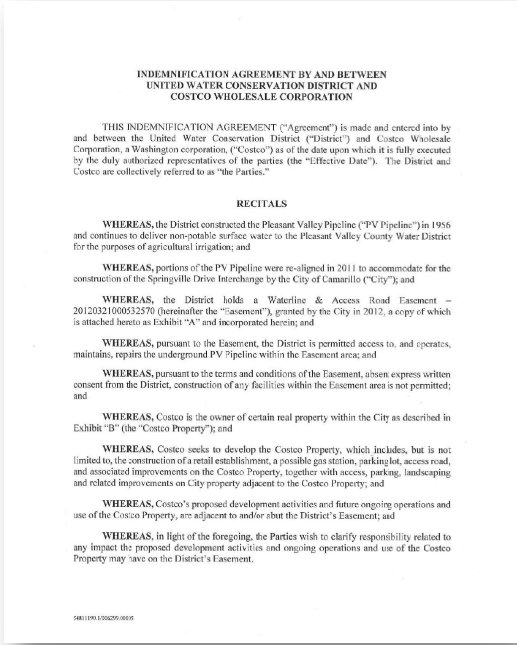 INDEMNIFICATION AGREEMENT BY AND BETWEEN
UNITED WATER CONSERVATION DISTRICT AND
COSTCO WHOLESALE CORPORATION
THIS INDEMNIFICATION AGREEMENT (“Agreement”) is made and entered into by
and between the United Water Conservation District (“District”) and Costco Wholesale
Corporation, a Washington corporation, (“Costco”) as of the date upon which it is fully executed
by the duly authorized representatives of the parties (the “Effective Date”). The District and
Costco are collectively referred to as “the Parties.”
RECITALS
WHEREAS, the District constructed the Pleasant Valley Pipeline (“PV Pipeline”) in 1956
and continues to deliver non-potable surface water to the Pleasant Valley County Water District
for the purposes of agricultural irrigation; and
WHEREAS, portions of the PV Pipeline were re-aligned in 2011 to accommodate for the
construction of the Springville Drive Interchange by the City of Camarillo (“City”); and
WHEREAS, the District holds a Waterline & Access Road Easement –
20120321000532570 (hereinafter the “Easement”), granted by the City in 2012, a copy of which
is attached hereto as Exhibit “A” and incorporated herein; and
WHEREAS, pursuant to the Easement, the District is permitted access to, and operates,
maintains, repairs the underground PV Pipeline within the Easement area; and
WHEREAS, pursuant to the terms and conditions of the Easement, absent express written
consent from the District, construction of any facilities within the Easement area is not permitted;
and
WHEREAS, Costco is the owner of certain real property within the City as described in
Exhibit “B” (the “Costco Property”); and
WHEREAS, Costco seeks to develop the Costco Property, which includes, but is not
limited to, the construction of a retail establishment, a possible gas station, parking lot, access road,
and associated improvements on the Costco Property, together with access, parking, landscaping
and related improvements on City property adjacent to the Costco Property; and
WHEREAS, Costco’s proposed development activities and future ongoing operations and
use of the Costco Property, are adjacent to and/or abut the District’s Easement; and
WHEREAS, in light of the foregoing, the Parties wish to clarify responsibility related to
any impact the proposed development activities and ongoing operations and use of the Costco
Property may have on the District’s Easement.
54811190.1/006299.00005